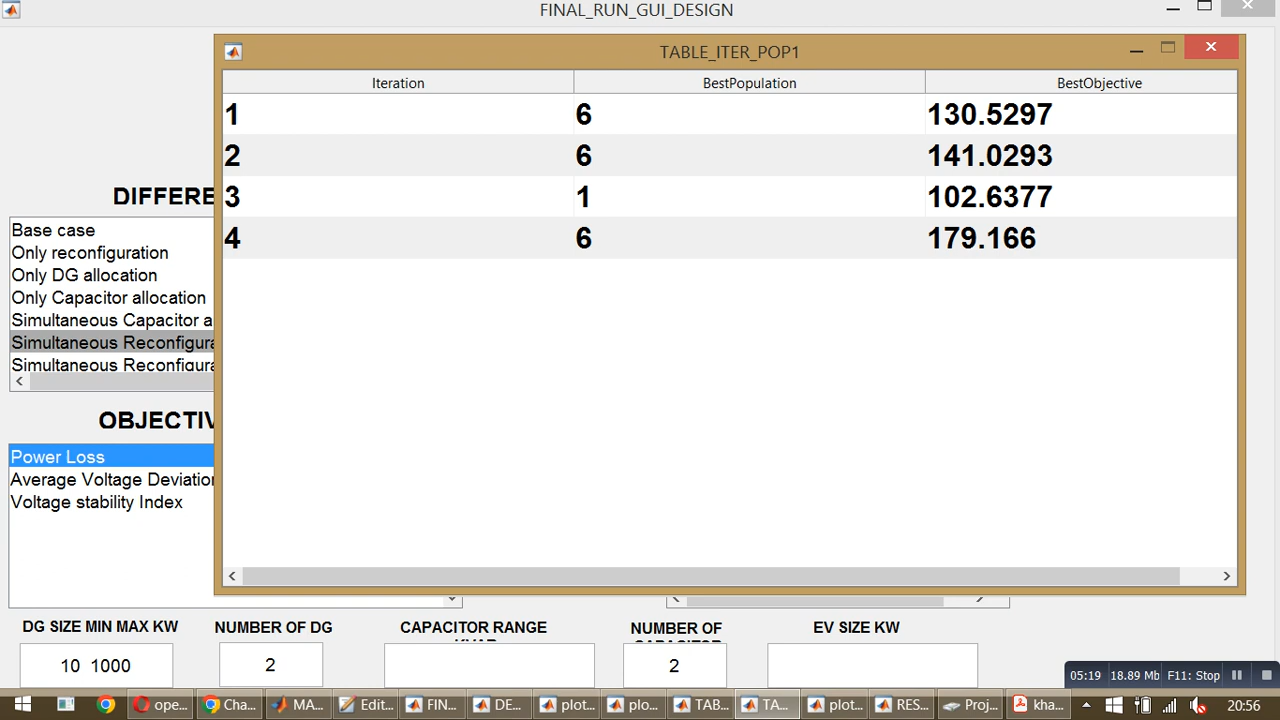 FINAL_RUN_GUI_DESIGN
TABLE_ITER_POP1
Iteration BestPopulation BestObjective
1 6 130.5297
2 6 141.0293
3 1 102.6377
4 6 179.166
DIFFERE
Base case
Only reconfiguration
Only DG allocation
Only Capacitor allocation
Simultaneous Capacitor a
Simultaneous Reconfigura
Simultaneous Reconfigura
OBJECTIV
Power Loss
Average Voltage Deviation
Voltage stability Index
DG SIZE MIN MAX KW
10 1000
NUMBER OF DG
2
CAPACITOR RANGE
KVAR
NUMBER OF
CAPACITOR
2
EV SIZE KW
05:19 18.89 Mb F11: Stop
ope... Cha... MA... Edit... FIN... DE... plot... plo... TAB... TA... plot... RES... Proj... kha... 20:56